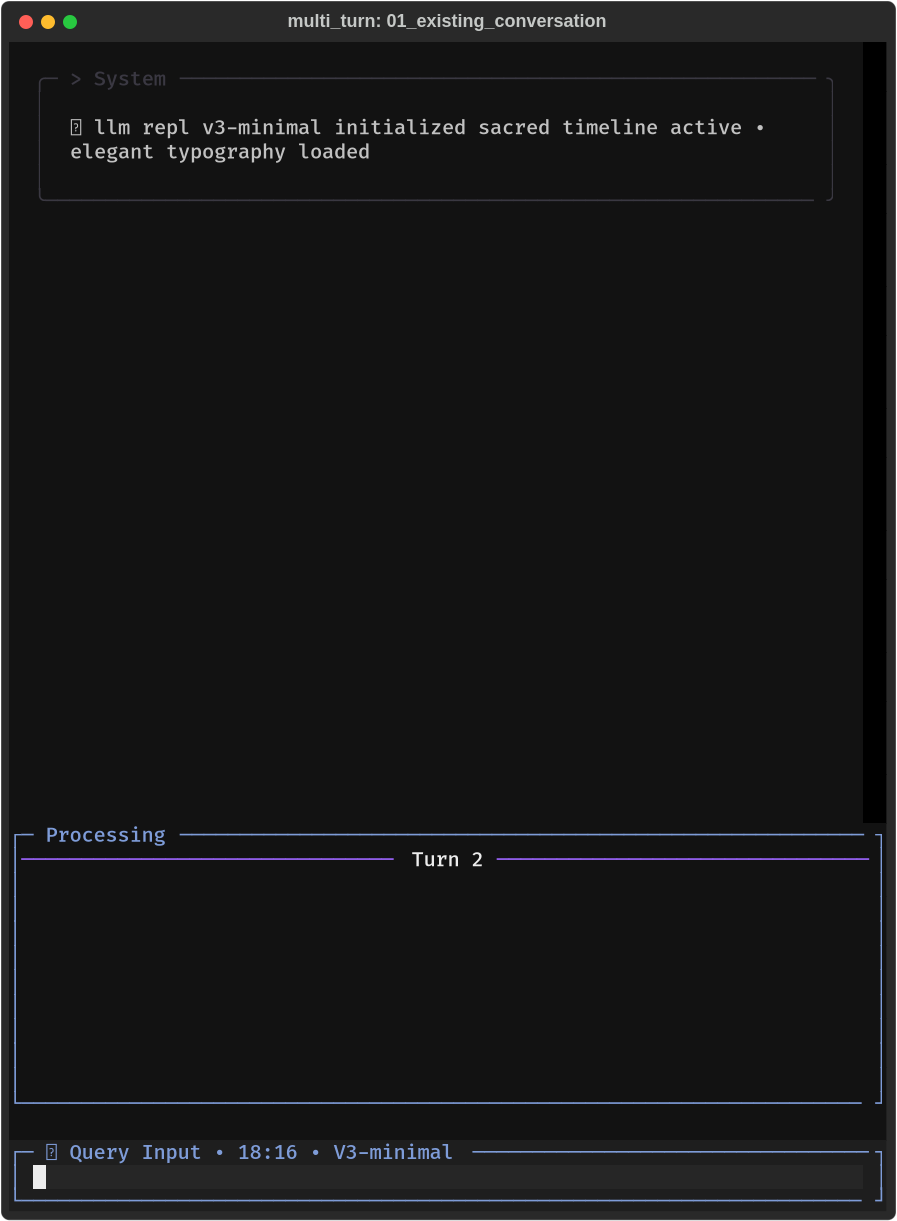 multi_turn: 01_existing_conversation
> System
llm repl v3-minimal initialized sacred timeline active •
elegant typography loaded
Processing
Turn 2
Query Input • 18:16 • V3-minimal